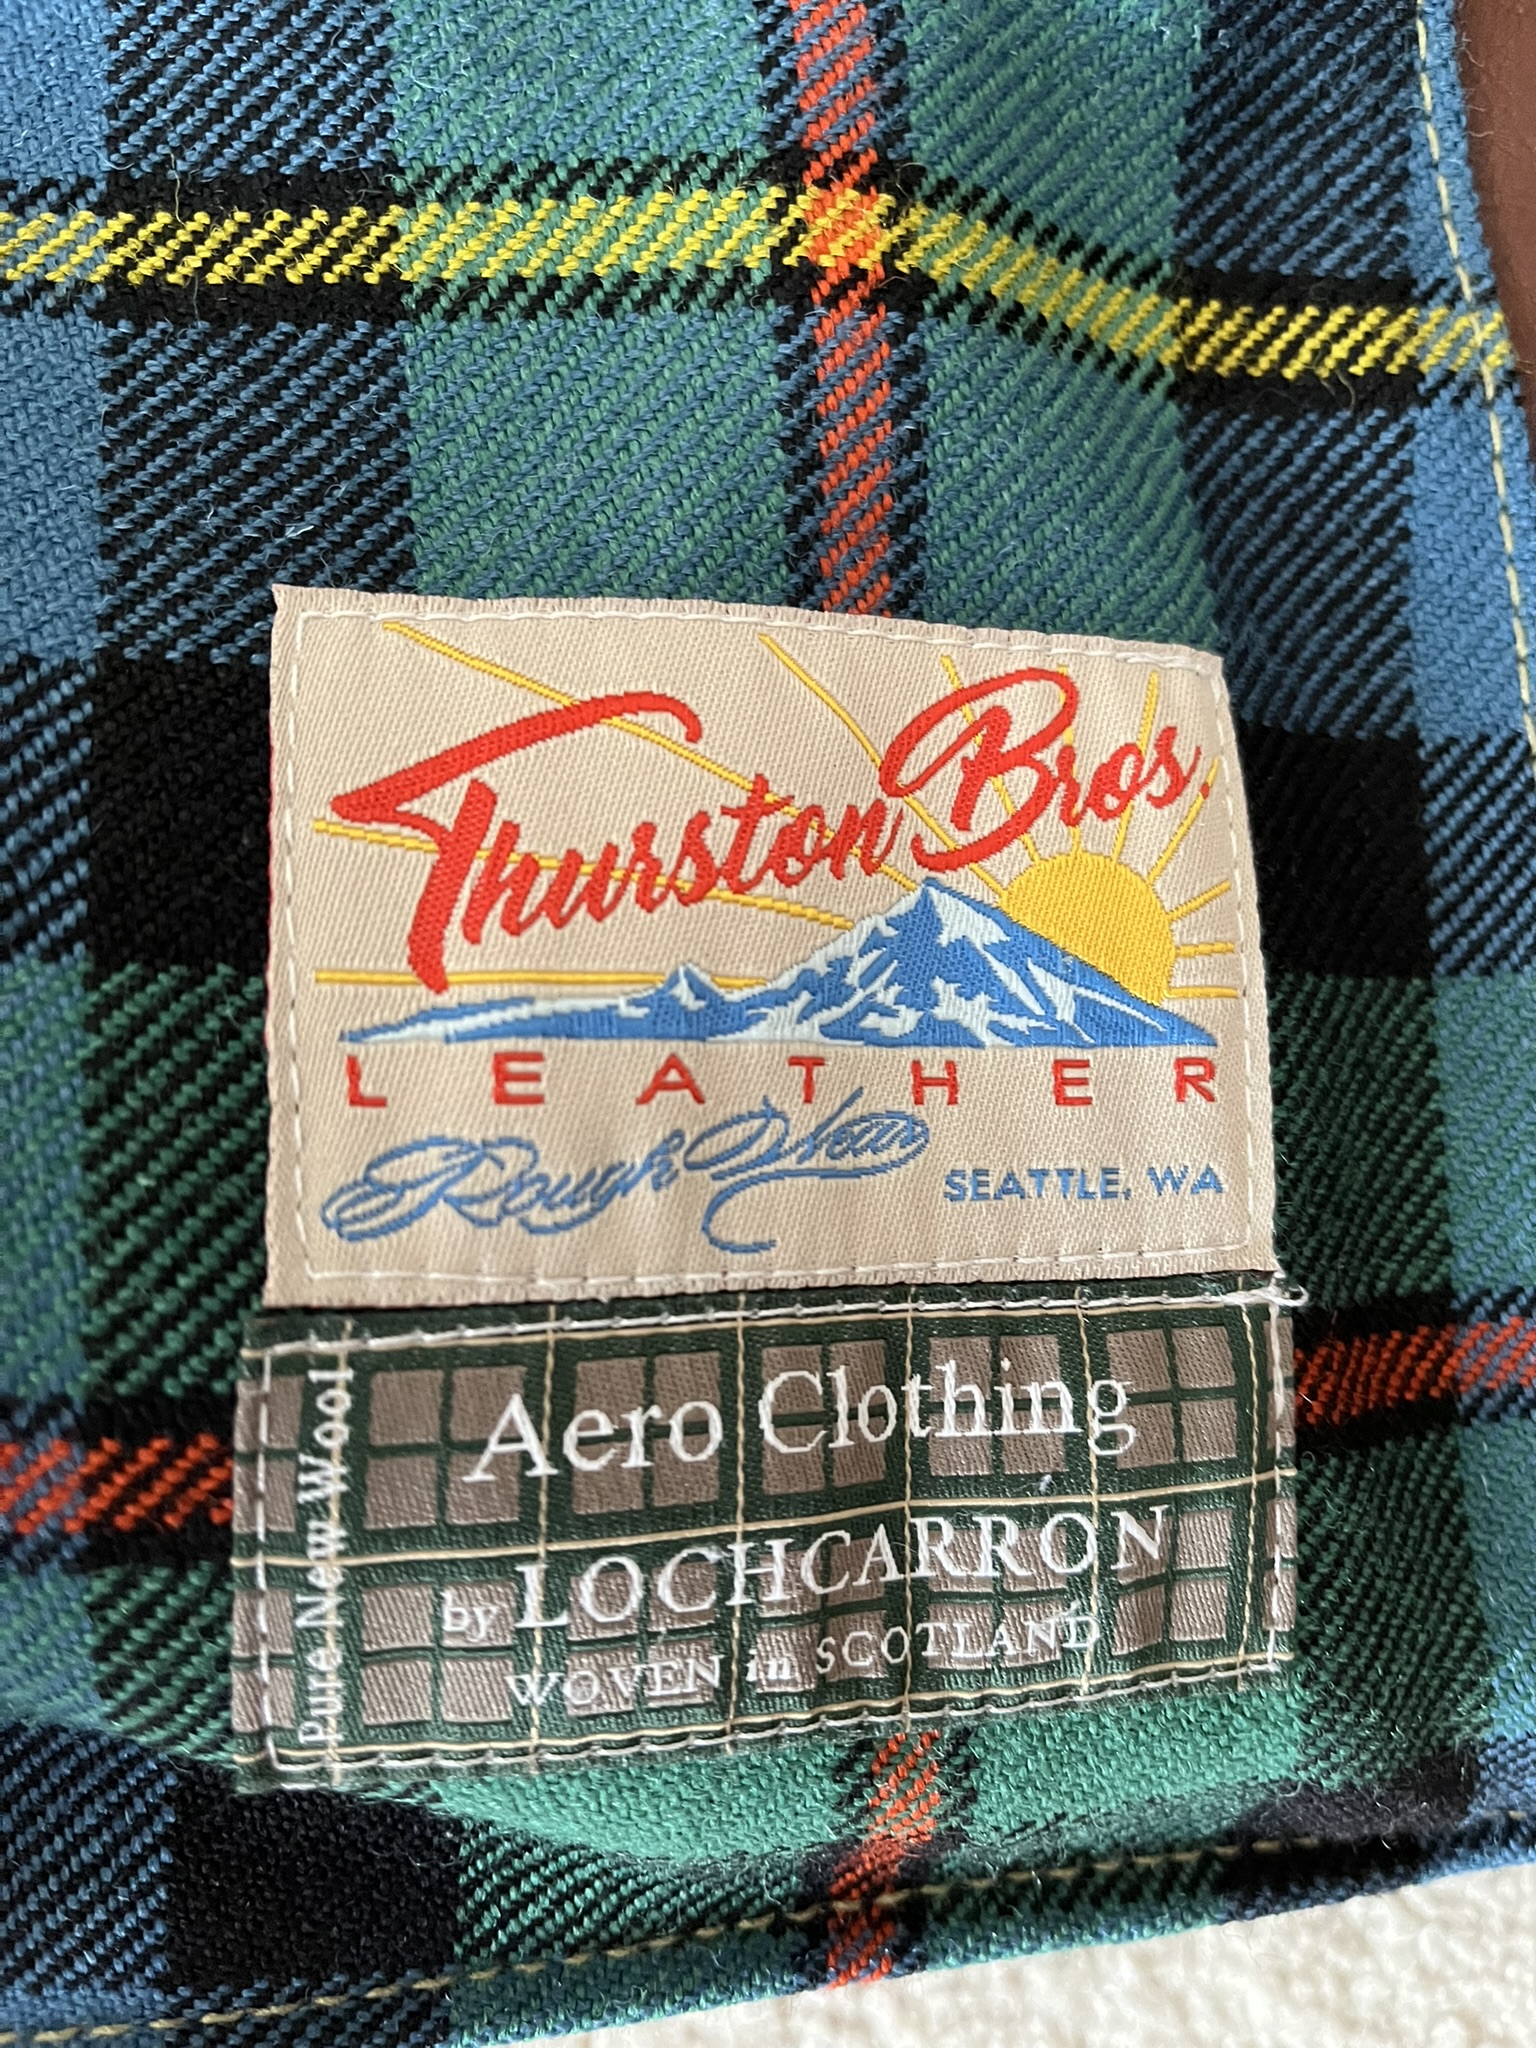 Thurston Bros.
LEATHER
Rough Wear
SEATTLE, WA
Pure New Wool
Aero Clothing
by LOCHCARRON
WOVEN in SCOTLAND